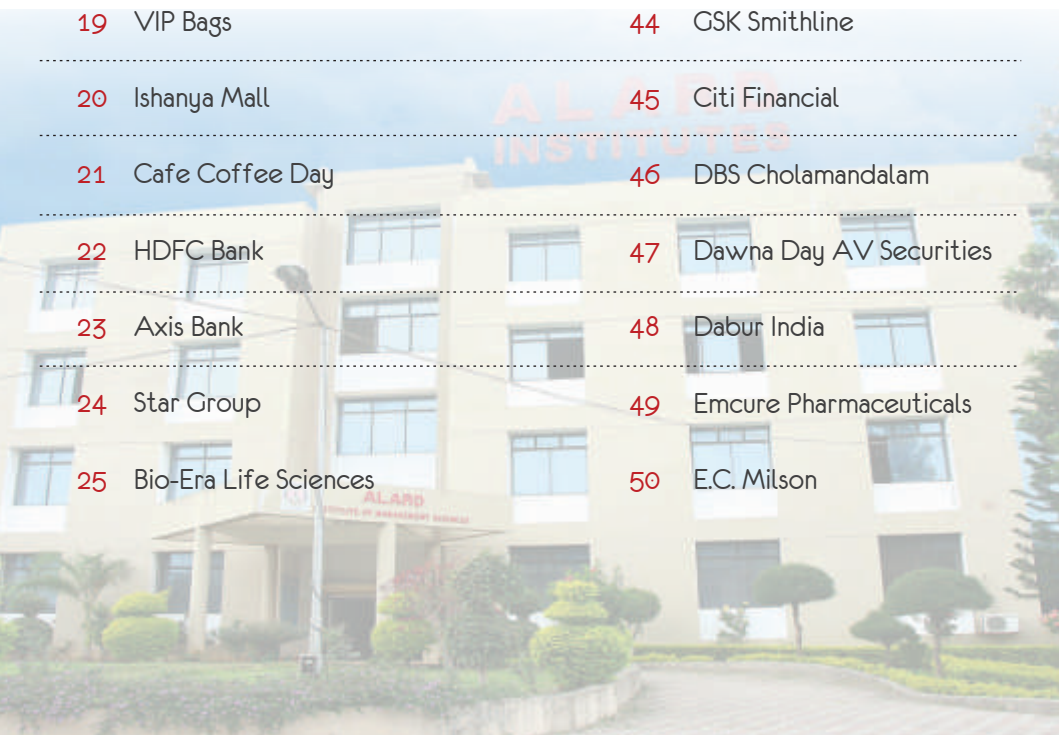 19 VIP Bags
20 Ishanya Mall
21 Cafe Coffee Day
22 HDFC Bank
23 Axis Bank
24 Star Group
25 Bio-Era Life Sciences
44 GSK Smithline
45 Citi Financial
46 DBS Cholamandalam
47 Dawna Day AV Securities
48 Dabur India
49 Emcure Pharmaceuticals
50 E.C. Milson
ALARD
INSTITUTES
ALARD
OF MANAGEMENT